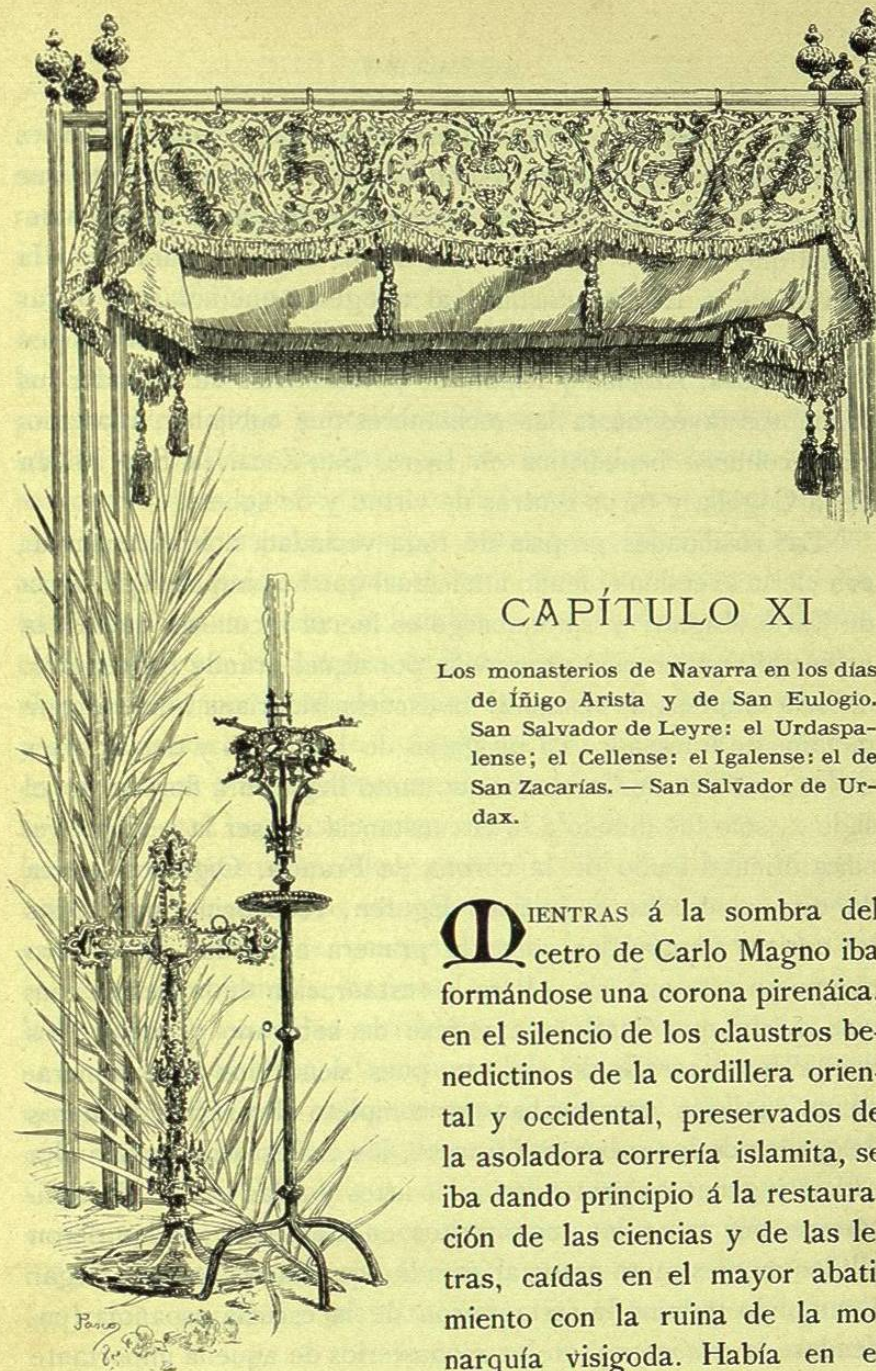 CAPÍTULO XI
Los monasterios de Navarra en los días
de Íñigo Arista y de San Eulogio.
San Salvador de Leyre: el Urdaspa-
lense; el Cellense: el Igalense: el de
San Zacarías. — San Salvador de Ur-
dax.
MIENTRAS á la sombra del
cetro de Carlo Magno iba
formándose una corona pirenáica,
en el silencio de los claustros be-
nedictinos de la cordillera orien-
tal y occidental, preservados de
la asoladora correría islamita, se
iba dando principio á la restaura
ción de las ciencias y de las le
tras, caídas en el mayor abati
miento con la ruina de la mo
narquía visigoda. Había en e